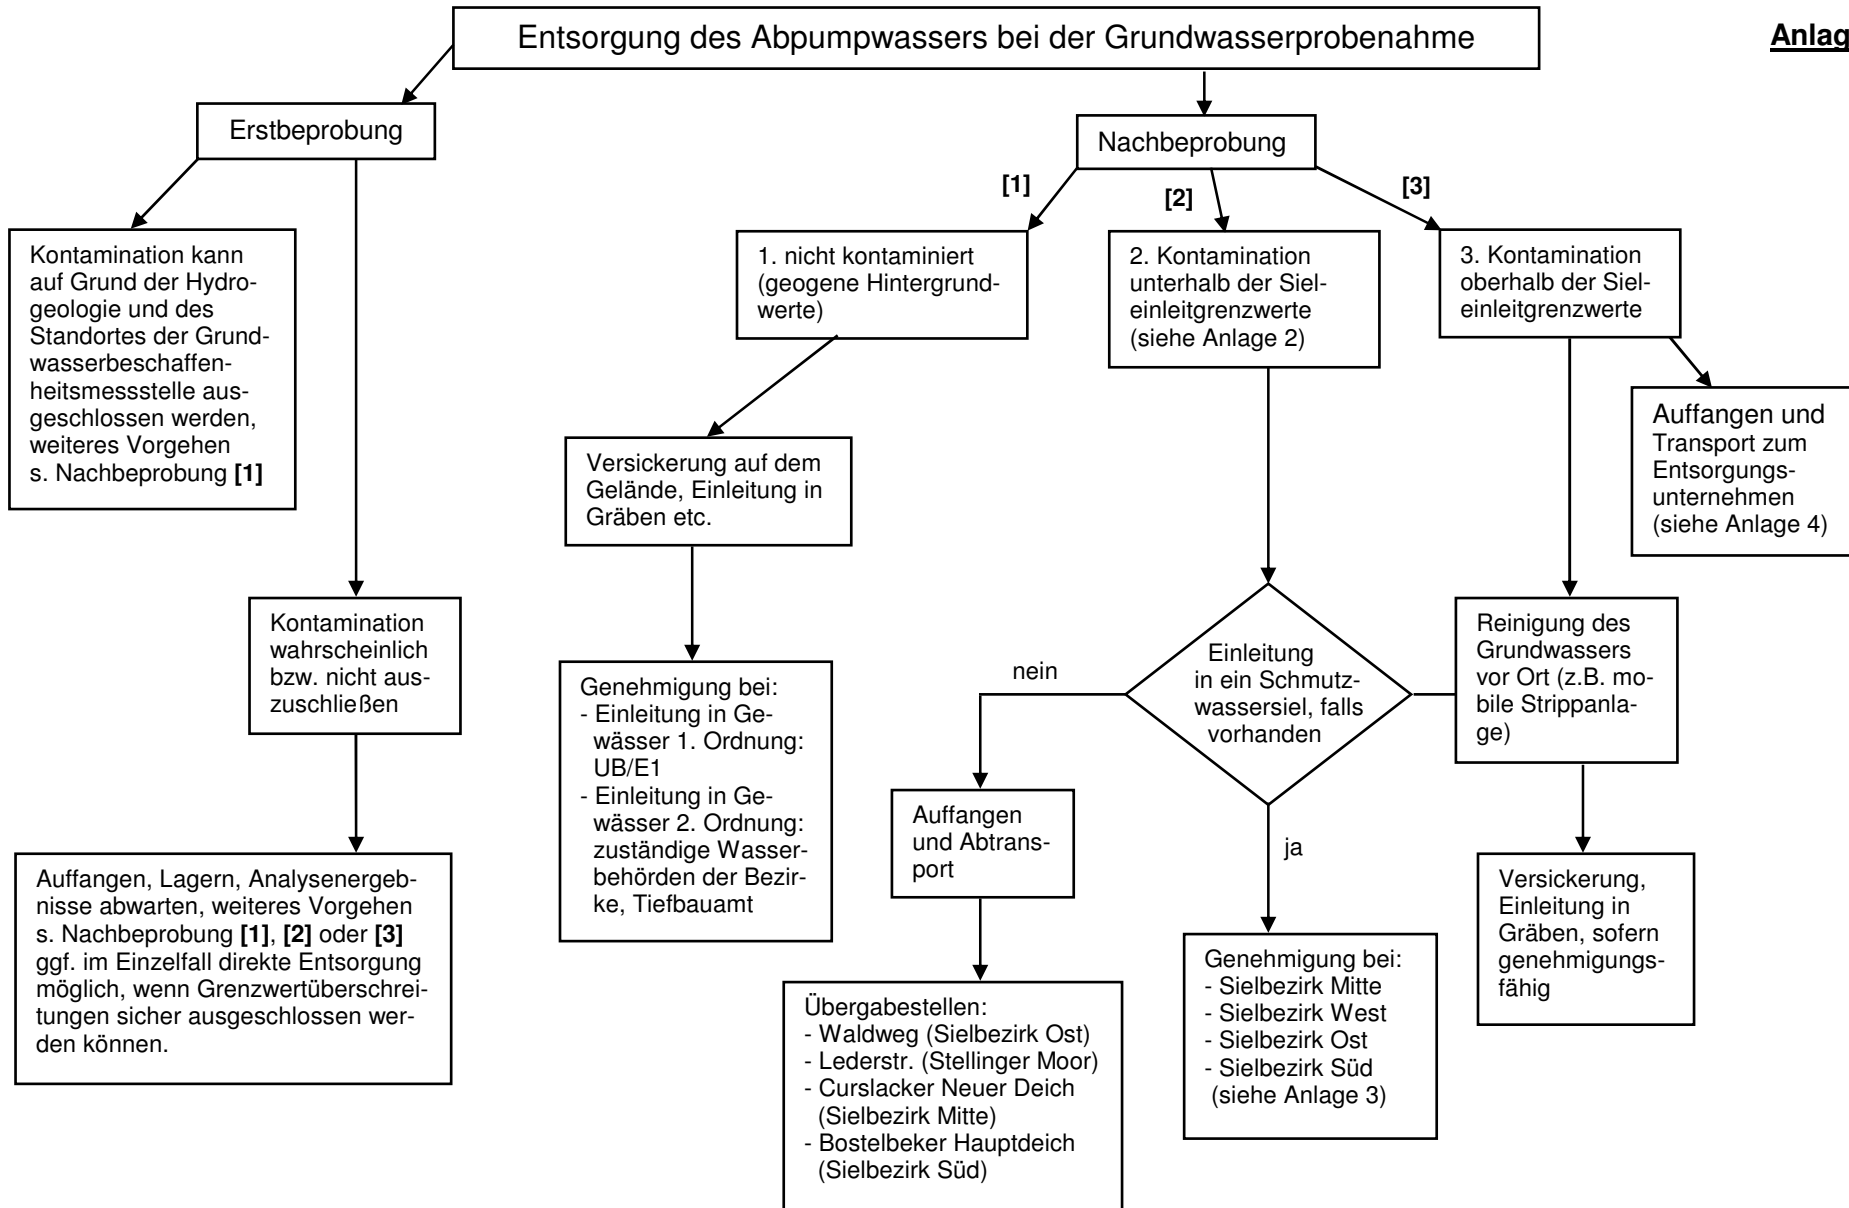 Entsorgung des Abpumpwassers bei der Grundwasserprobenahme
Anlag
Erstbeprobung
Nachbeprobung
[1]
[2]
[3]
Kontamination kann
auf Grund der Hydro-
geologie und des
Standortes der Grund-
wasserbeschaffen-
heitsmessstelle aus-
geschlossen werden,
weiteres Vorgehen
s. Nachbeprobung [1]
1. nicht kontaminiert
(geogene Hintergrund-
werte)
2. Kontamination
unterhalb der Siel-
einleitgrenzwerte
(siehe Anlage 2)
3. Kontamination
oberhalb der Siel-
einleitgrenzwerte
Auffangen und
Transport zum
Entsorgungs-
unternehmen
(siehe Anlage 4)
Versickerung auf dem
Gelände, Einleitung in
Gräben etc.
Kontamination
wahrscheinlich
bzw. nicht aus-
zuschließen
Genehmigung bei:
- Einleitung in Ge-
wässer 1. Ordnung:
UB/E1
- Einleitung in Ge-
wässer 2. Ordnung:
zuständige Wasser-
behörden der Bezir-
ke, Tiefbauamt
nein
Einleitung
in ein Schmutz-
wassersiel, falls
vorhanden
ja
Reinigung des
Grundwassers
vor Ort (z.B. mo-
bile Strippanla-
ge)
Auffangen
und Abtrans-
port
Auffangen, Lagern, Analysenergeb-
nisse abwarten, weiteres Vorgehen
s. Nachbeprobung [1], [2] oder [3]
ggf. im Einzelfall direkte Entsorgung
möglich, wenn Grenzwertüberschrei-
tungen sicher ausgeschlossen wer-
den können.
Versickerung,
Einleitung in
Gräben, sofern
genehmigungs-
fähig
Genehmigung bei:
- Sielbezirk Mitte
- Sielbezirk West
- Sielbezirk Ost
- Sielbezirk Süd
(siehe Anlage 3)
Übergabestellen:
- Waldweg (Sielbezirk Ost)
- Lederstr. (Stellinger Moor)
- Curslacker Neuer Deich
(Sielbezirk Mitte)
- Bostelbeker Hauptdeich
(Sielbezirk Süd)